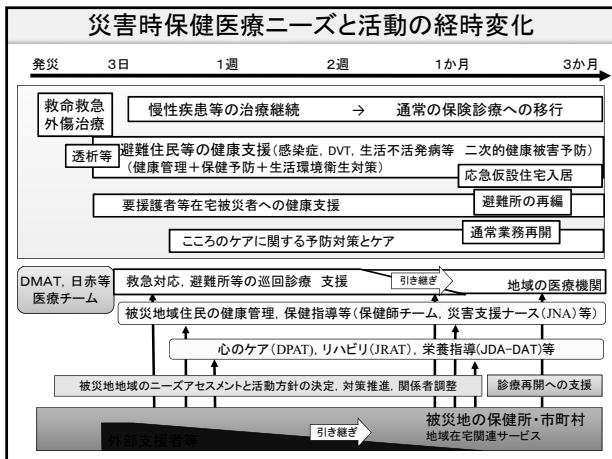 災害時保健医療ニーズと活動の経時変化
発災 3日 1週 2週 1か月 3か月
救命救急
外傷治療
慢性疾患等の治療継続 → 通常の保険診療への移行
透析等
避難住民等の健康支援(感染症, DVT, 生活不活発病等 二次的健康被害予防)
(健康管理+保健予防+生活環境衛生対策)
応急仮設住宅入居
要援護者等在宅被災者への健康支援
避難所の再編
通常業務再開
こころのケアに関する予防対策とケア
DMAT, 日赤等
医療チーム
救急対応, 避難所等の巡回診療 支援
引き継ぎ
地域の医療機関
被災地域住民の健康管理, 保健指導等(保健師チーム, 災害支援ナース(JNA)等)
心のケア(DPAT), リハビリ(JRAT), 栄養指導(JDA-DAT)等
被災地地域のニーズアセスメントと活動方針の決定, 対策推進, 関係者調整
診療再開への支援
被災地の保健所・市町村
地域在宅関連サービス
引き継ぎ
外部支援者等